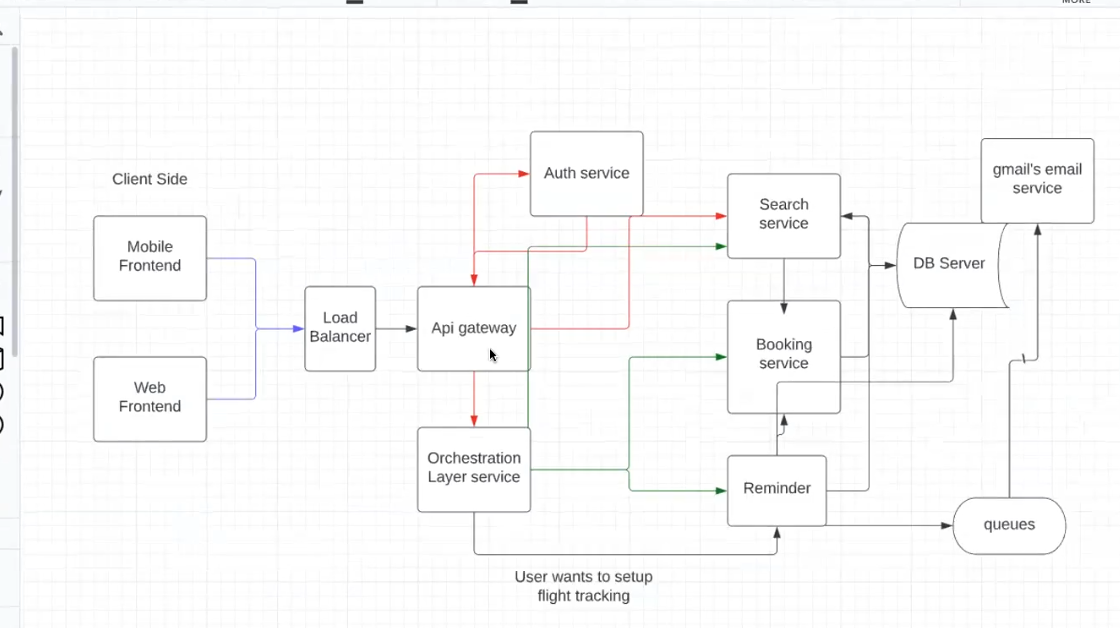 MORE
Client Side
Mobile
Frontend
Web
Frontend
Load
Balancer
Auth service
Api gateway
Orchestration
Layer service
Search
service
Booking
service
Reminder
DB Server
gmail's email
service
queues
User wants to setup
flight tracking